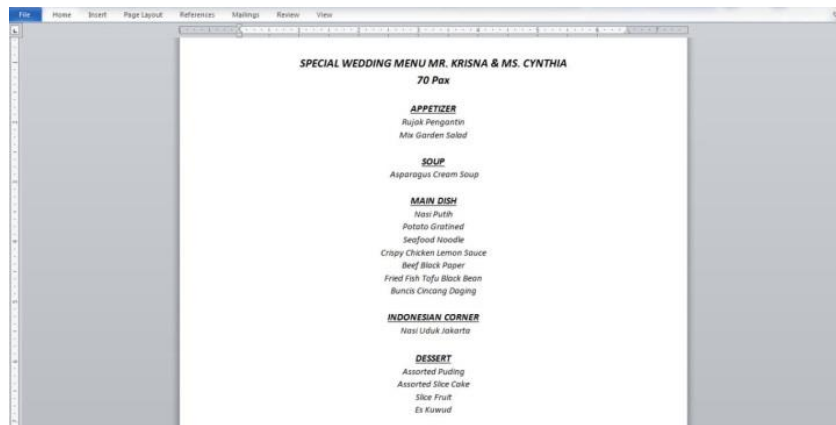 File Home Insert Page Layout References Mailings Review View
SPECIAL WEDDING MENU MR. KRISNA & MS. CYNTHIA
70 Pax
APPETIZER
Rujak Pengantin
Mix Garden Salad
SOUP
Asparagus Cream Soup
MAIN DISH
Nasi Putih
Potato Gratined
Seafood Noodle
Crispy Chicken Lemon Sauce
Beef Black Paper
Fried Fish Tofu Black Bean
Buncis Cincang Daging
INDONESIAN CORNER
Nasi Uduk Jakarta
DESSERT
Assorted Puding
Assorted Slice Cake
Slice Fruit
Es Kuwud